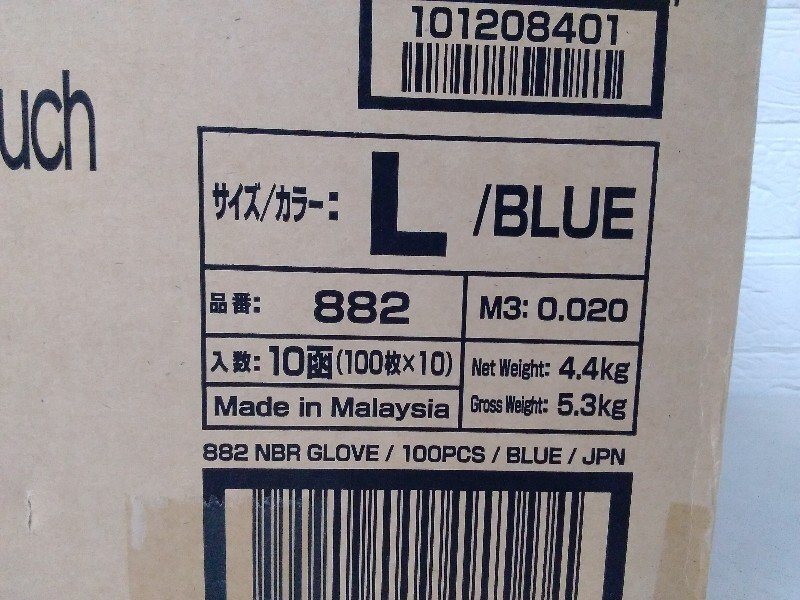 101208401
uch
サイズ/カラー: L /BLUE
品番: 882
M3: 0.020
入数: 10函(100枚×10)
Net Weight: 4.4kg
Gross Weight: 5.3kg
Made in Malaysia
882 NBR GLOVE / 100PCS / BLUE / JPN